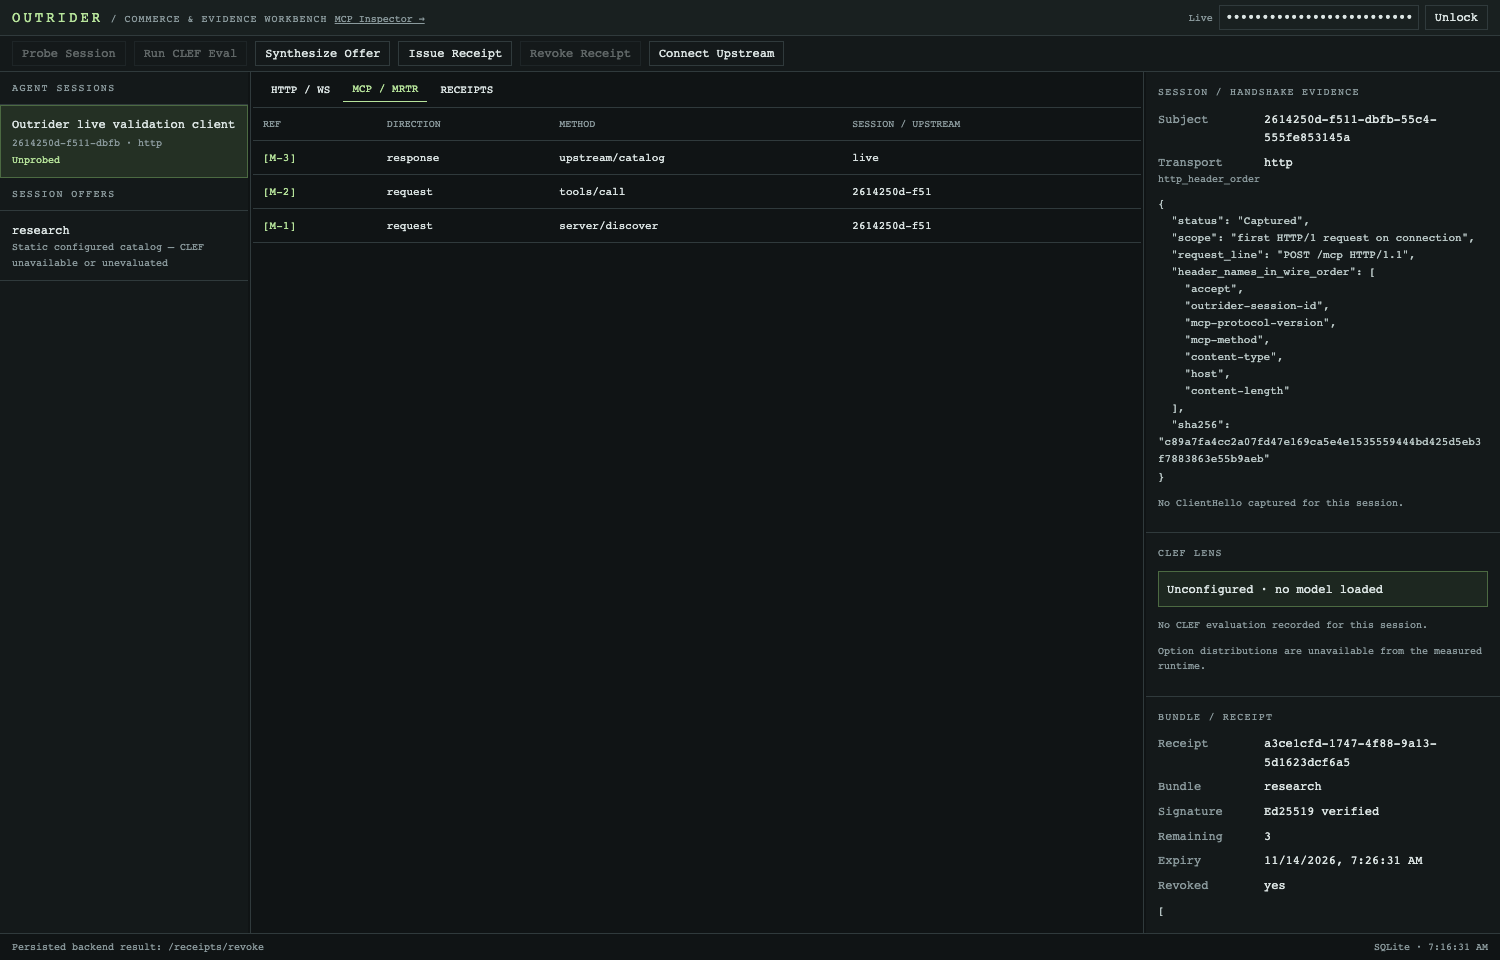 OUTRIDER / COMMERCE & EVIDENCE WORKBENCH MCP Inspector → Live •••••••••••••••••••••••••• Unlock
Probe Session Run CLEF Eval Synthesize Offer Issue Receipt Revoke Receipt Connect Upstream
AGENT SESSIONS
Outrider live validation client
2614250d-f511-dbfb · http
Unprobed
SESSION OFFERS
research
Static configured catalog — CLEF
unavailable or unevaluated
HTTP / WS MCP / MRTR RECEIPTS
REF DIRECTION METHOD SESSION / UPSTREAM
[M-3] response upstream/catalog live
[M-2] request tools/call 2614250d-f51
[M-1] request server/discover 2614250d-f51
SESSION / HANDSHAKE EVIDENCE
Subject 2614250d-f511-dbfb-55c4-
555fe853145a
Transport http
http_header_order
{
"status": "Captured",
"scope": "first HTTP/1 request on connection",
"request_line": "POST /mcp HTTP/1.1",
"header_names_in_wire_order": [
"accept",
"outrider-session-id",
"mcp-protocol-version",
"mcp-method",
"content-type",
"host",
"content-length"
],
"sha256":
"c89a7fa4cc2a07fd47e169ca5e4e1535559444bd425d5eb3
f7883863e55b9aeb"
}
No ClientHello captured for this session.
CLEF LENS
Unconfigured · no model loaded
No CLEF evaluation recorded for this session.
Option distributions are unavailable from the measured
runtime.
BUNDLE / RECEIPT
Receipt a3ce1cfd-1747-4f88-9a13-
5d1623dcf6a5
Bundle research
Signature Ed25519 verified
Remaining 3
Expiry 11/14/2026, 7:26:31 AM
Revoked yes
[
Persisted backend result: /receipts/revoke SQLite · 7:16:31 AM